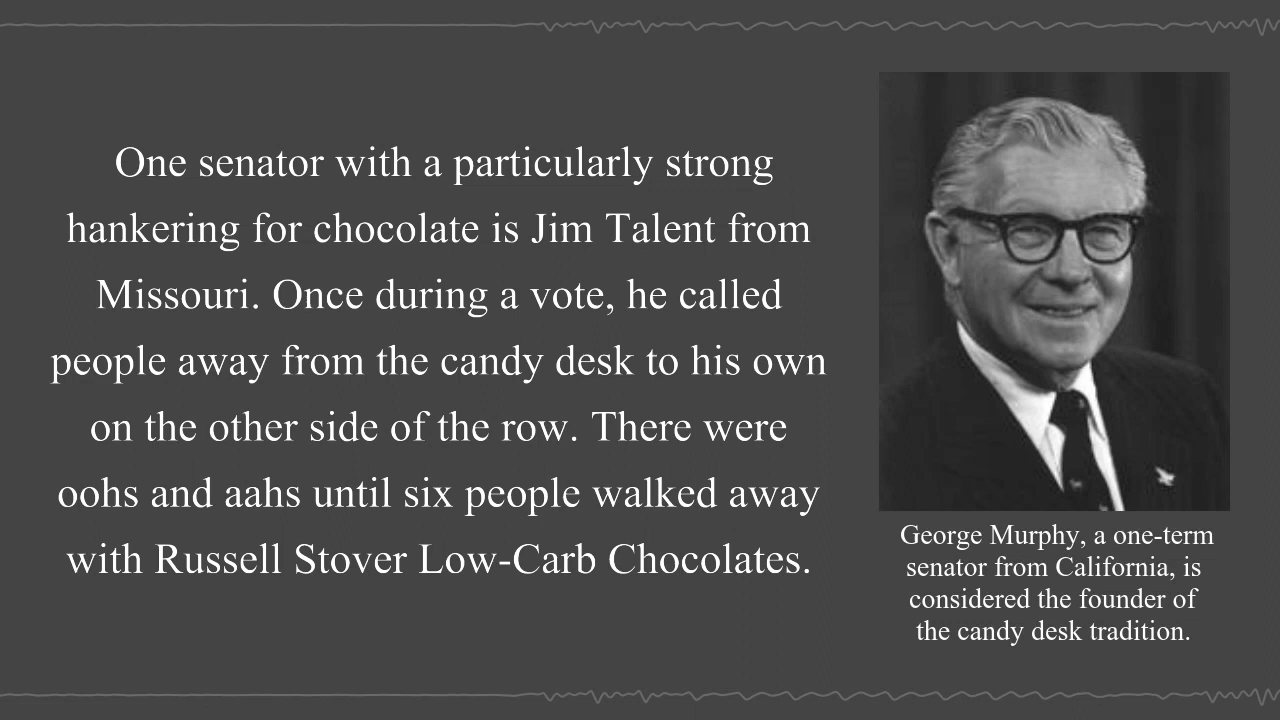 One senator with a particularly strong
hankering for chocolate is Jim Talent from
Missouri. Once during a vote, he called
people away from the candy desk to his own
on the other side of the row. There were
oohs and aahs until six people walked away
with Russell Stover Low-Carb Chocolates.
George Murphy, a one-term
senator from California, is
considered the founder of
the candy desk tradition.